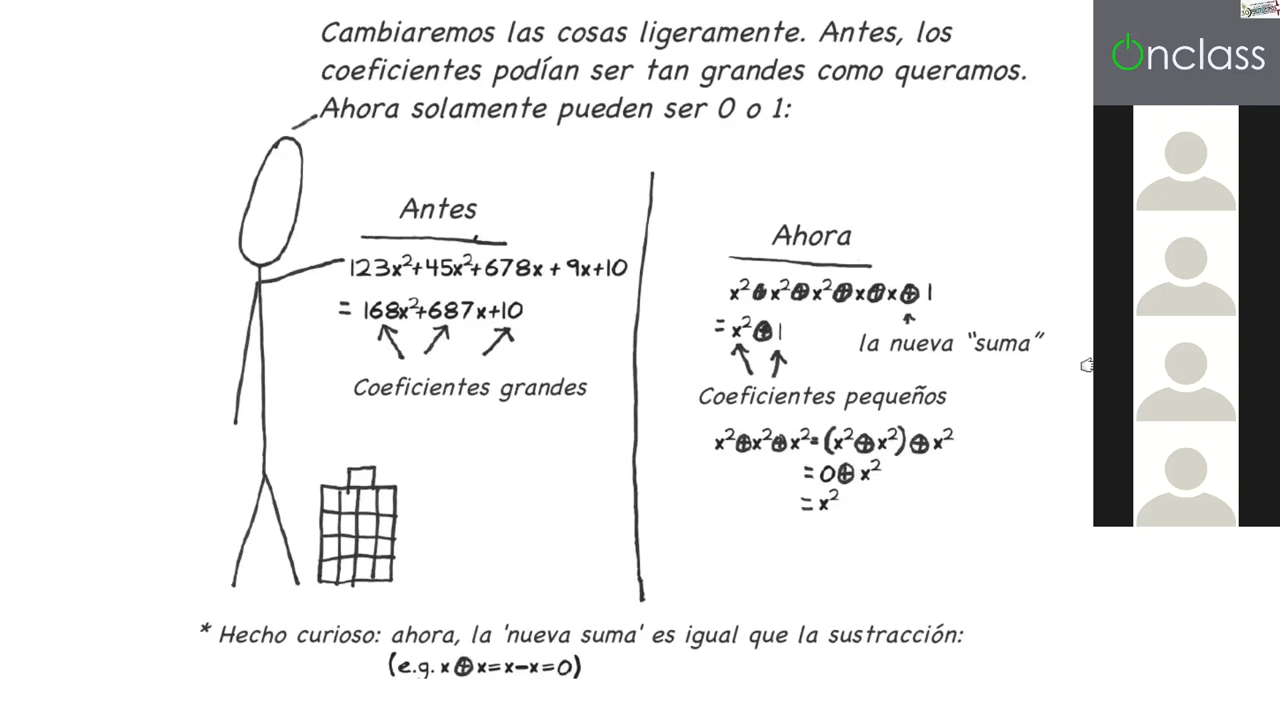 Cambiaremos las cosas ligeramente. Antes, los
coeficientes podían ser tan grandes como queramos.
Ahora solamente pueden ser 0 o 1:
Antes
123x²+45x²+678x+9x+10
= 168x²+687x+10
Coeficientes grandes
Ahora
x²⊕x²⊕x²⊕x⊕x⊕1
= x²⊕1
la nueva "suma"
Coeficientes pequeños
x²⊕x²⊕x²=(x²⊕x²)⊕x²
= 0⊕x²
= x²
* Hecho curioso: ahora, la 'nueva suma' es igual que la sustracción:
(e.g. x⊕x=x-x=0)
Onclass